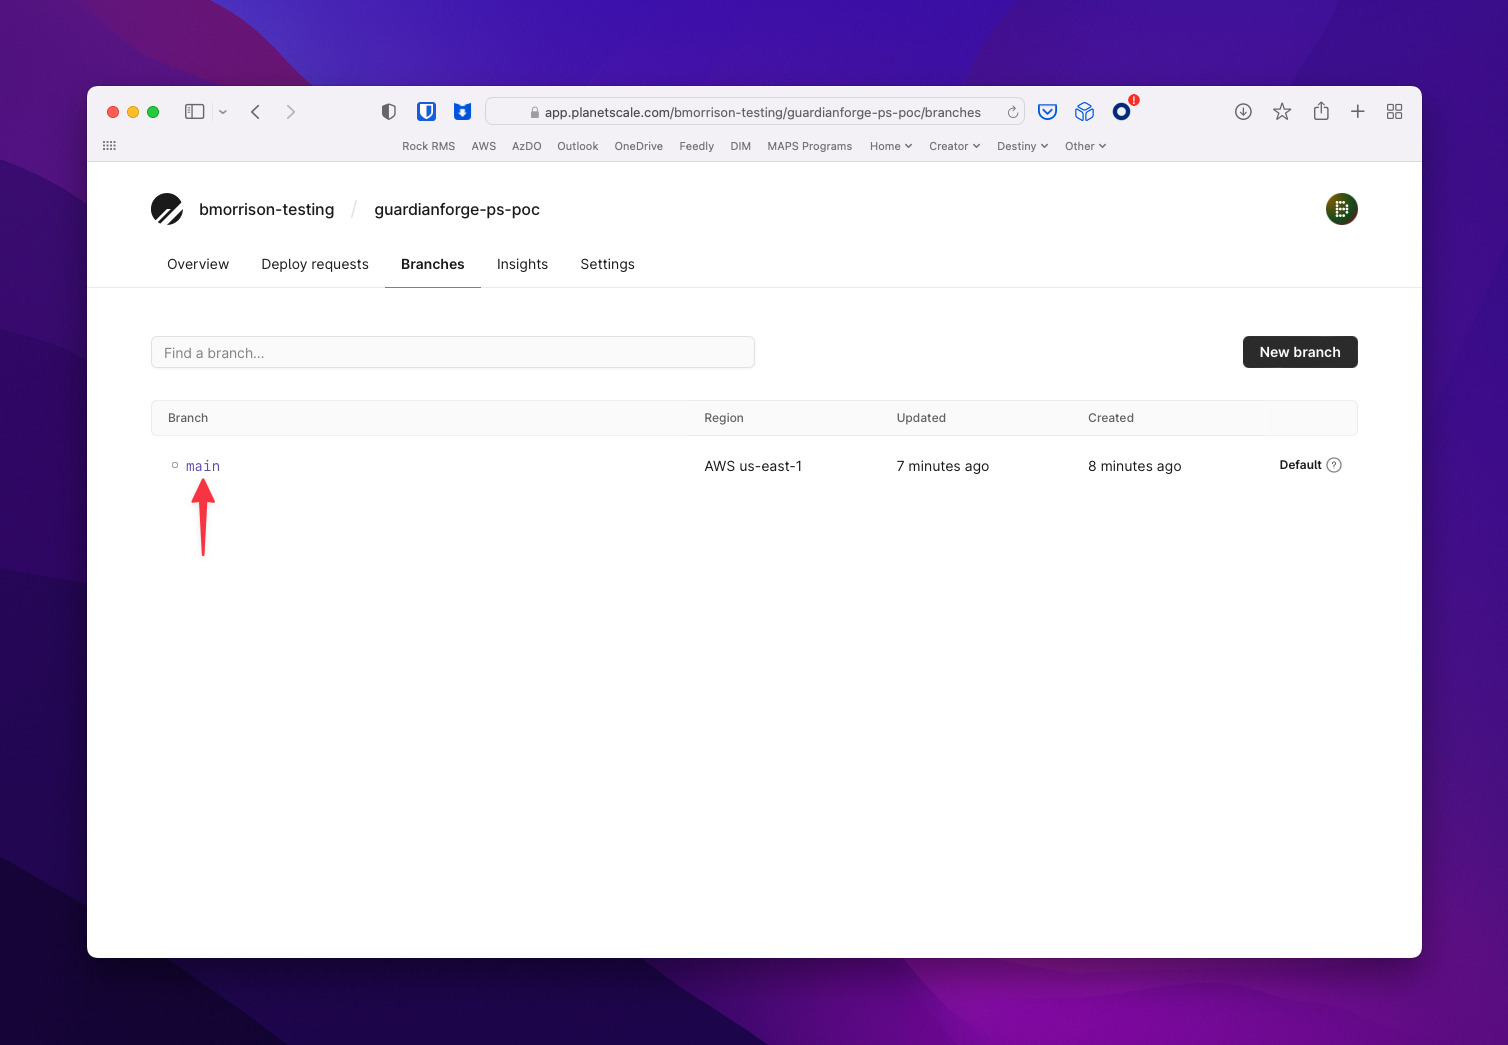 app.planetscale.com/bmorrison-testing/guardianforge-ps-poc/branches
!
Rock RMS AWS AzDO Outlook OneDrive Feedly DIM MAPS Programs Home Creator Destiny Other
bmorrison-testing / guardianforge-ps-poc
B
Overview Deploy requests Branches Insights Settings
Find a branch...
New branch
Branch Region Updated Created
main AWS us-east-1 7 minutes ago 8 minutes ago Default ?